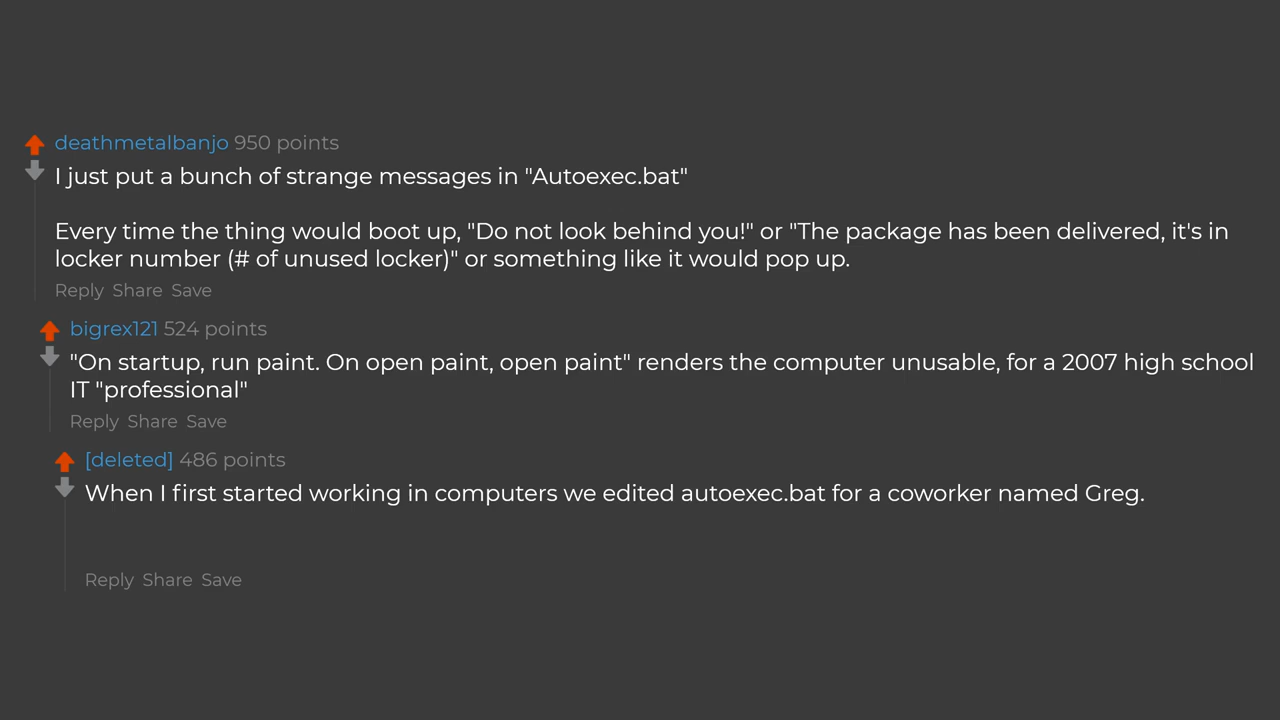 deathmetalbanjo 950 points
I just put a bunch of strange messages in "Autoexec.bat"
Every time the thing would boot up, "Do not look behind you!" or "The package has been delivered, it's in
locker number (# of unused locker)" or something like it would pop up.
Reply Share Save
bigrex121 524 points
"On startup, run paint. On open paint, open paint" renders the computer unusable, for a 2007 high school
IT "professional"
Reply Share Save
[deleted] 486 points
When I first started working in computers we edited autoexec.bat for a coworker named Greg.
Reply Share Save